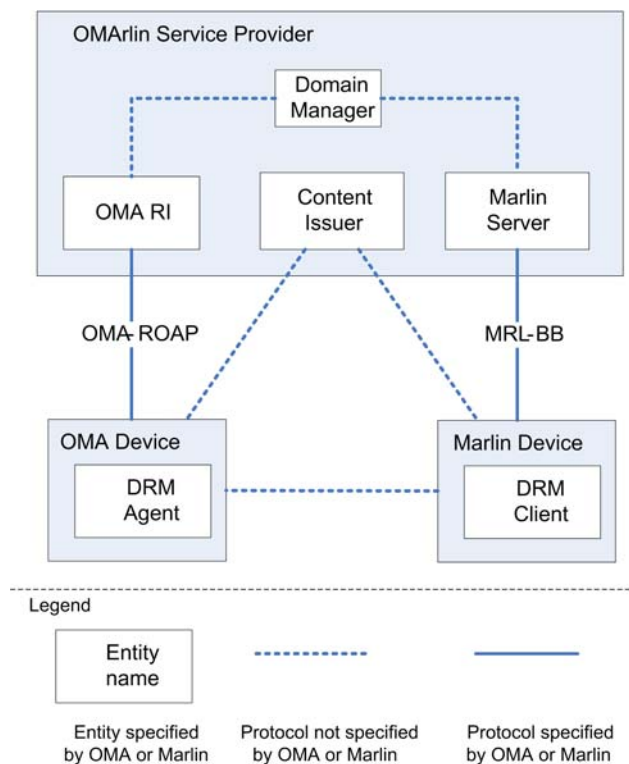 OMArlin Service Provider
Domain
Manager
OMA RI
Content
Issuer
Marlin
Server
OMA-ROAP
MRL-BB
OMA Device
DRM
Agent
Marlin Device
DRM
Client
Legend
Entity
name
Entity specified
by OMA or Marlin
Protocol not specified
by OMA or Marlin
Protocol specified
by OMA or Marlin